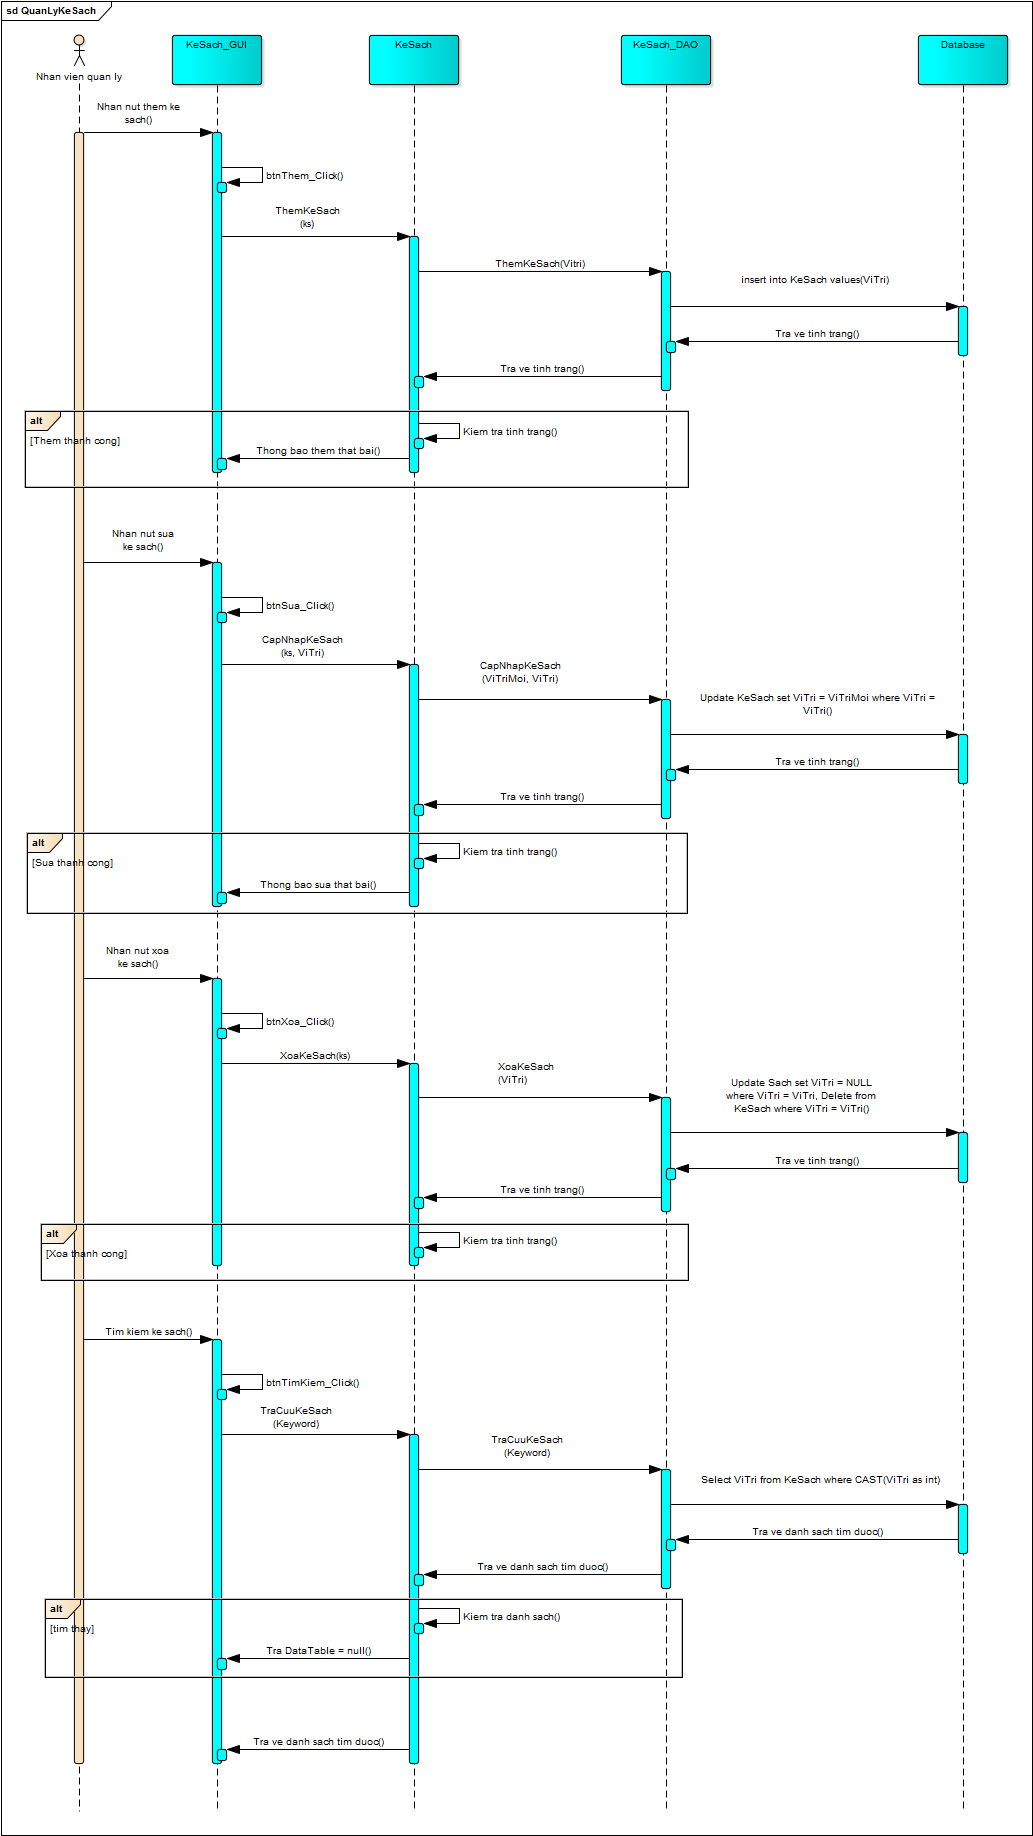 sd QuanLyKeSach
Nhan vien quan ly
KeSach_GUI
KeSach
KeSach_DAO
Database
Nhan nut them ke
sach()
btnThem_Click()
ThemKeSach
(ks)
ThemKeSach(Vitri)
insert into KeSach values(ViTri)
Tra ve tinh trang()
Tra ve tinh trang()
alt
[Them thanh cong]
Kiem tra tinh trang()
Thong bao them that bai()
Nhan nut sua
ke sach()
btnSua_Click()
CapNhapKeSach
(ks, ViTri)
CapNhapKeSach
(ViTriMoi, ViTri)
Update KeSach set ViTri = ViTriMoi where ViTri =
ViTri()
Tra ve tinh trang()
Tra ve tinh trang()
alt
[Sua thanh cong]
Kiem tra tinh trang()
Thong bao sua that bai()
Nhan nut xoa
ke sach()
btnXoa_Click()
XoaKeSach(ks)
XoaKeSach
(ViTri)
Update Sach set ViTri = NULL
where ViTri = ViTri, Delete from
KeSach where ViTri = ViTri()
Tra ve tinh trang()
Tra ve tinh trang()
alt
[Xoa thanh cong]
Kiem tra tinh trang()
Tim kiem ke sach()
btnTimKiem_Click()
TraCuuKeSach
(Keyword)
TraCuuKeSach
(Keyword)
Select ViTri from KeSach where CAST(ViTri as int)
Tra ve danh sach tim duoc()
Tra ve danh sach tim duoc()
alt
[tim thay]
Kiem tra danh sach()
Tra DataTable = null()
Tra ve danh sach tim duoc()